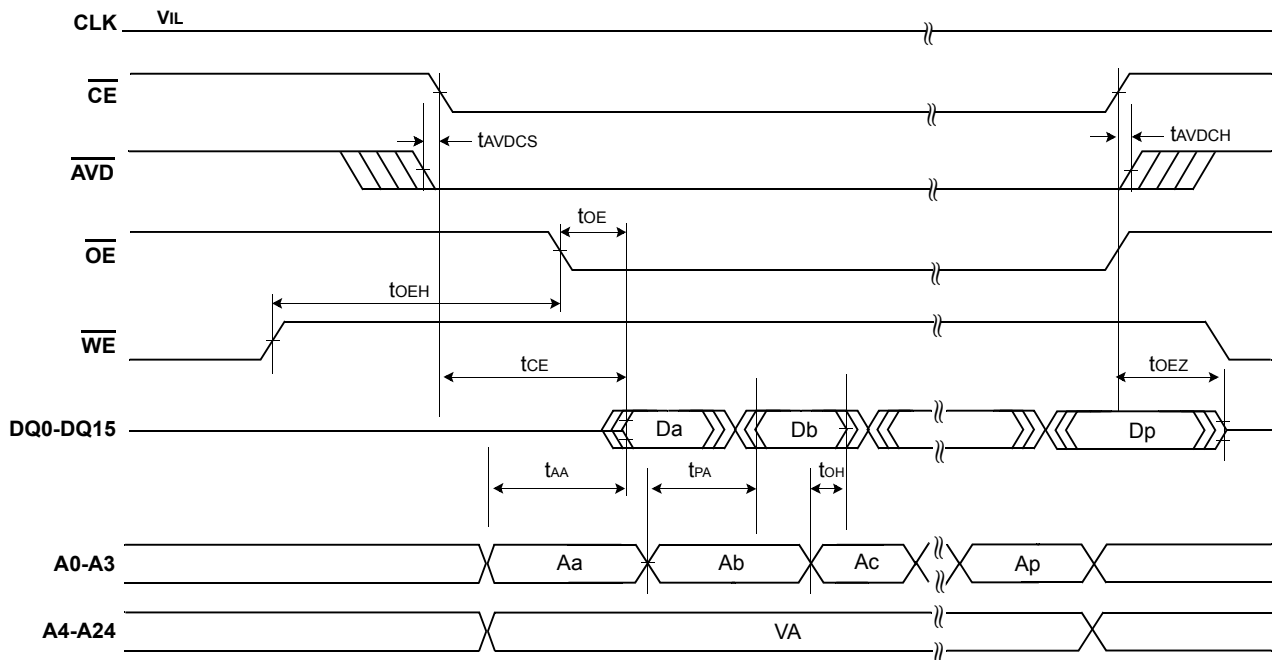 CLK VIL
CE
tAVDCS
tAVDCH
AVD
tOE
OE
tOEH
WE
tCE
tOEZ
DQ0-DQ15
Da
Db
Dp
tAA
tPA
tOH
A0-A3
Aa
Ab
Ac
Ap
A4-A24
VA